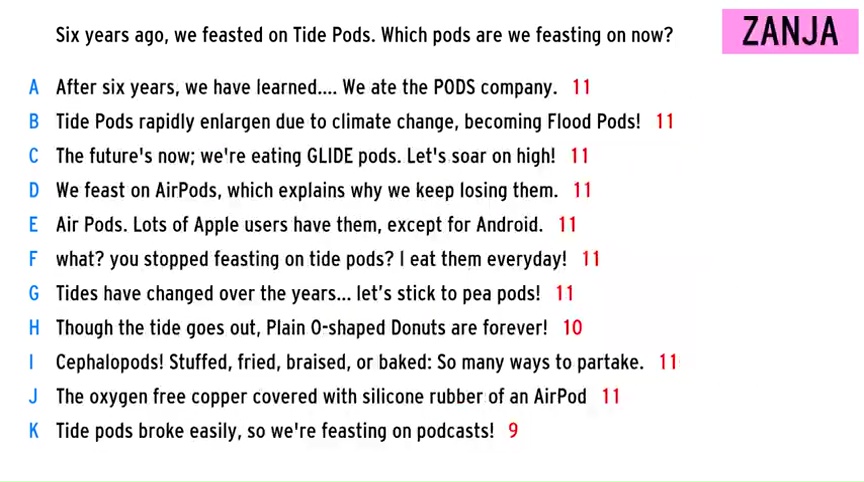 Six years ago, we feasted on Tide Pods. Which pods are we feasting on now?
ZANJA
A After six years, we have learned.... We ate the PODS company. 11
B Tide Pods rapidly enlargen due to climate change, becoming Flood Pods! 11
C The future's now; we're eating GLIDE pods. Let's soar on high! 11
D We feast on AirPods, which explains why we keep losing them. 11
E Air Pods. Lots of Apple users have them, except for Android. 11
F what? you stopped feasting on tide pods? I eat them everyday! 11
G Tides have changed over the years... let's stick to pea pods! 11
H Though the tide goes out, Plain O-shaped Donuts are forever! 10
I Cephalopods! Stuffed, fried, braised, or baked: So many ways to partake. 11
J The oxygen free copper covered with silicone rubber of an AirPod 11
K Tide pods broke easily, so we're feasting on podcasts! 9